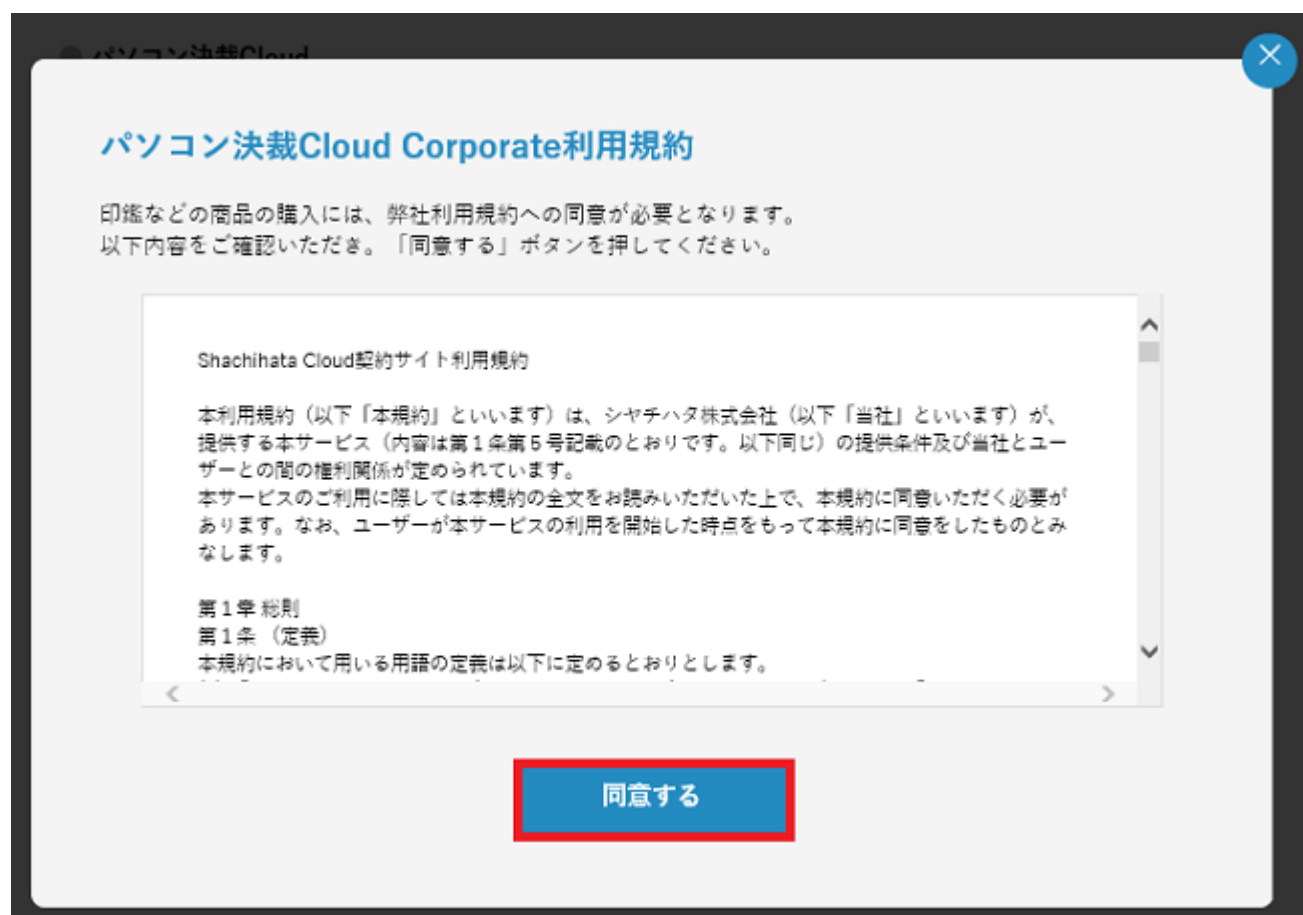 パソコン決裁Cloud
パソコン決裁Cloud Corporate利用規約
印鑑などの商品の購入には、弊社利用規約への同意が必要となります。
以下内容をご確認いただき。「同意する」ボタンを押してください。
Shachihata Cloud契約サイト利用規約
本利用規約（以下「本規約」といいます）は、シヤチハタ株式会社（以下「当社」といいます）が、
提供する本サービス（内容は第１条第５号記載のとおりです。以下同じ）の提供条件及び当社とユー
ザーとの間の権利関係が定められています。
本サービスのご利用に際しては本規約の全文をお読みいただいた上で、本規約に同意いただく必要が
あります。なお、ユーザーが本サービスの利用を開始した時点をもって本規約に同意をしたものとみ
なします。
第１章 総則
第１条 （定義）
本規約において用いる用語の定義は以下に定めるとおりとします。
同意する